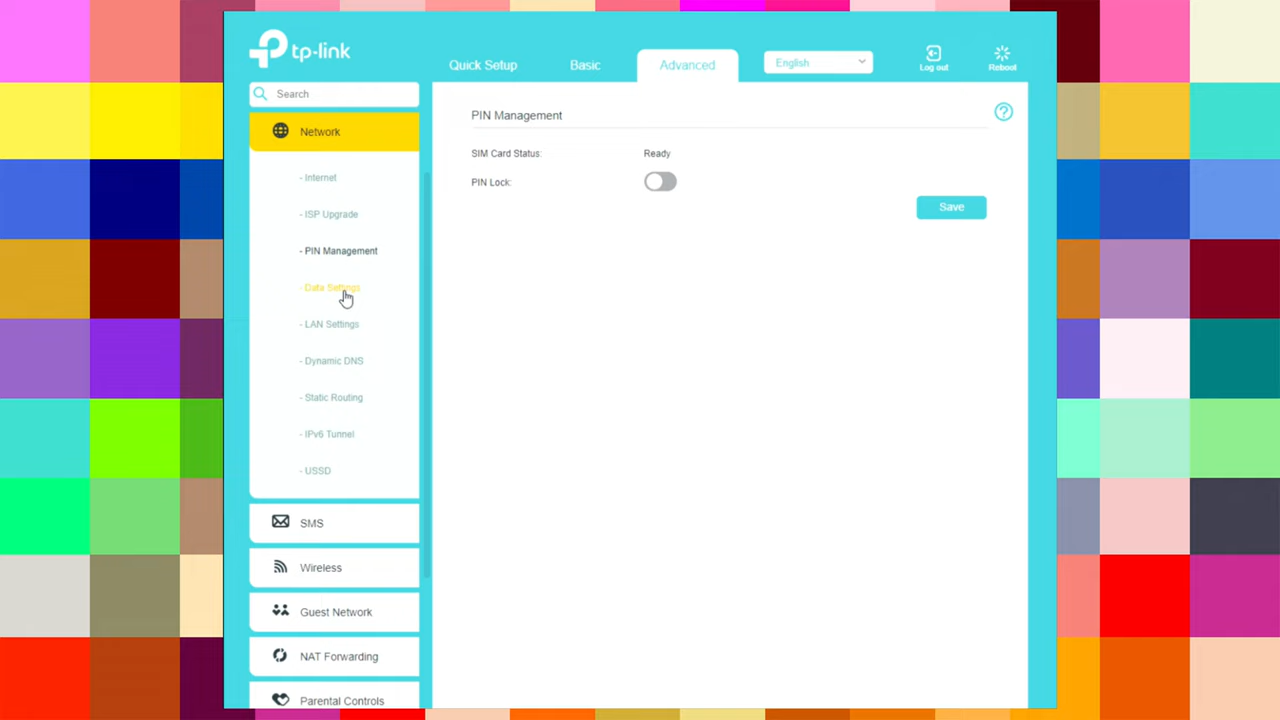 tp-link
Quick Setup
Basic
Advanced
English
Log out
Reboot
Search
Network
- Internet
- ISP Upgrade
- PIN Management
- Data Settings
- LAN Settings
- Dynamic DNS
- Static Routing
- IPv6 Tunnel
- USSD
SMS
Wireless
Guest Network
NAT Forwarding
Parental Controls
PIN Management
?
SIM Card Status: Ready
PIN Lock:
Save